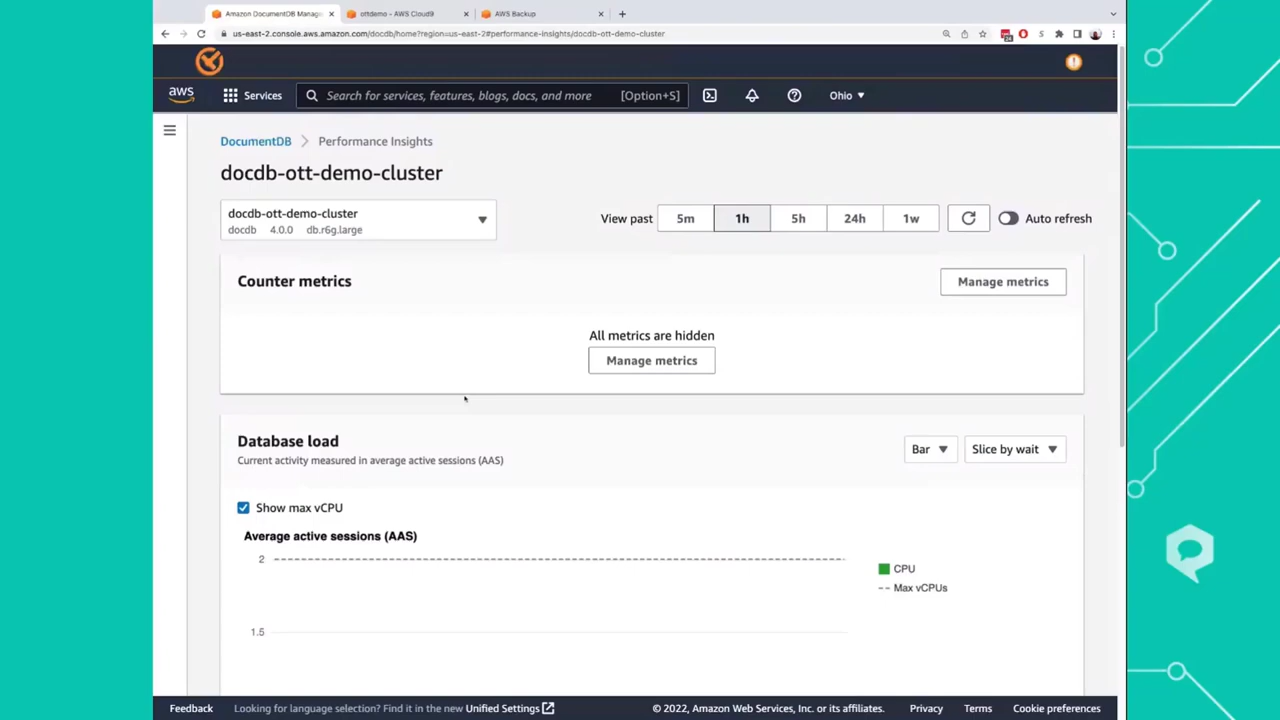 Amazon DocumentDB Manage
ottdemo - AWS Cloud9
AWS Backup
us-east-2.console.aws.amazon.com/docdb/home?region=us-east-2#performance-insights/docdb-ott-demo-cluster
aws
Services
Search for services, features, blogs, docs, and more
[Option+S]
Ohio
DocumentDB
Performance Insights
docdb-ott-demo-cluster
docdb-ott-demo-cluster
docdb 4.0.0 db.r6g.large
View past
5m
1h
5h
24h
1w
Auto refresh
Counter metrics
Manage metrics
All metrics are hidden
Manage metrics
Database load
Current activity measured in average active sessions (AAS)
Bar
Slice by wait
Show max vCPU
Average active sessions (AAS)
2
CPU
Max vCPUs
1.5
Feedback
Looking for language selection? Find it in the new Unified Settings
© 2022, Amazon Web Services, Inc. or its affiliates.
Privacy
Terms
Cookie preferences